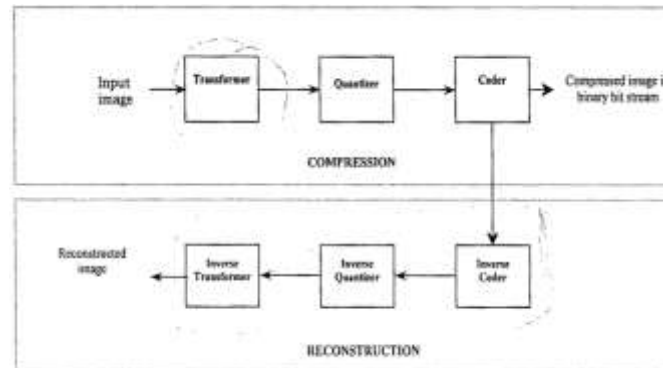 Input
image
Transformer
Quantizer
Coder
Compressed image i
binary bit stream
COMPRESSION
Reconstructed
image
Inverse
Transformer
Inverse
Quantizer
Inverse
Coder
RECONSTRUCTION